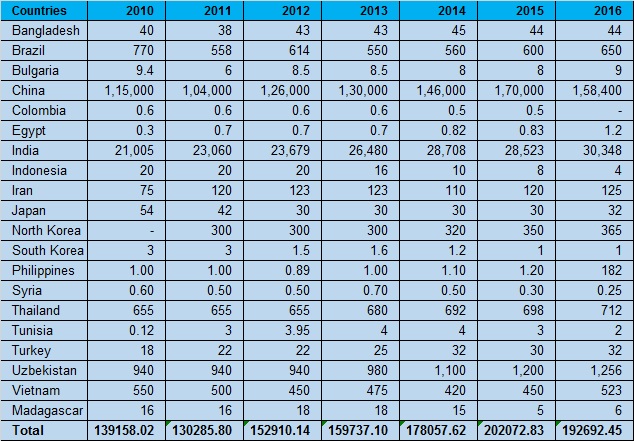 Countries 2010 2011 2012 2013 2014 2015 2016
Bangladesh 40 38 43 43 45 44 44
Brazil 770 558 614 550 560 600 650
Bulgaria 9.4 6 8.5 8.5 8 8 9
China 1,15,000 1,04,000 1,26,000 1,30,000 1,46,000 1,70,000 1,58,400
Colombia 0.6 0.6 0.6 0.6 0.5 0.5 -
Egypt 0.3 0.7 0.7 0.7 0.82 0.83 1.2
India 21,005 23,060 23,679 26,480 28,708 28,523 30,348
Indonesia 20 20 20 16 10 8 4
Iran 75 120 123 123 110 120 125
Japan 54 42 30 30 30 30 32
North Korea - 300 300 300 320 350 365
South Korea 3 3 1.5 1.6 1.2 1 1
Philippines 1.00 1.00 0.89 1.00 1.10 1.20 182
Syria 0.60 0.50 0.50 0.70 0.50 0.30 0.25
Thailand 655 655 655 680 692 698 712
Tunisia 0.12 3 3.95 4 4 3 2
Turkey 18 22 22 25 32 30 32
Uzbekistan 940 940 940 980 1,100 1,200 1,256
Vietnam 550 500 450 475 420 450 523
Madagascar 16 16 18 18 15 5 6
Total 139158.02 130285.80 152910.14 159737.10 178057.62 202072.83 192692.45